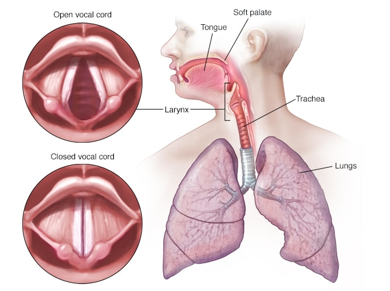 Open vocal cord
Soft palate
Tongue
Trachea
Larynx
Closed vocal cord
Lungs